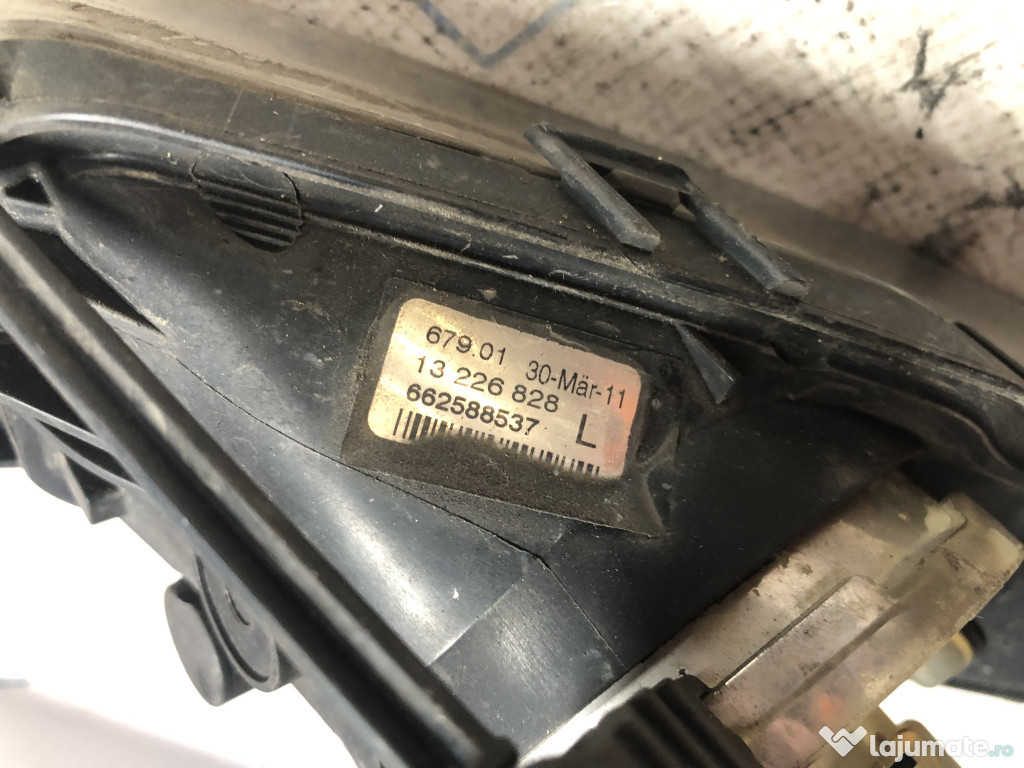 679.01 30-Mär-11
13 226 828
662588537 L
lajumate.ro